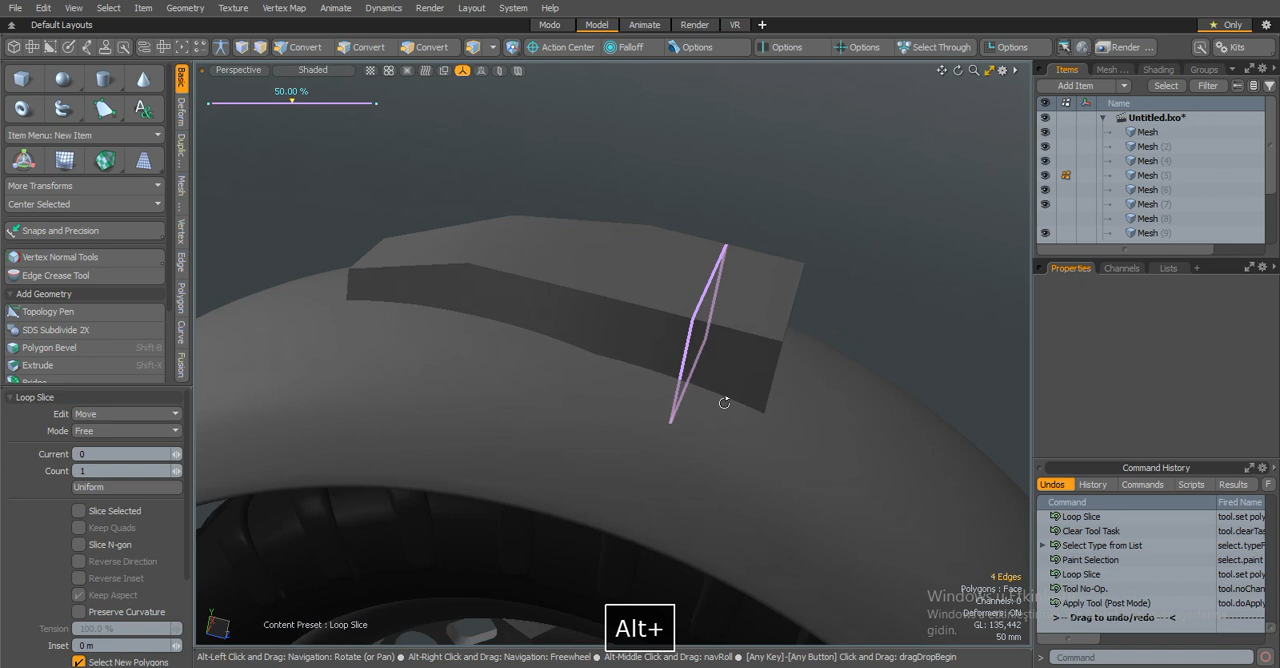 File Edit View Select Item Geometry Texture Vertex Map Animate Dynamics Render Layout System Help
Default Layouts Modo Model Animate Render VR + Only
Convert Convert Convert Action Center Falloff Options Options Options Select Through Options Render ... Kits
Perspective Shaded
50.00 %
Basic
Deform
Duplic ...
Mesh ...
Vertex
Edge
Polygon
Curve
Fusion
Item Menu: New Item
More Transforms
Center Selected
Snaps and Precision
Vertex Normal Tools
Edge Crease Tool
Add Geometry
Topology Pen
SDS Subdivide 2X
Polygon Bevel Shift-B
Extrude Shift-X
Bridge
Loop Slice
Edit Move
Mode Free
Current 0
Count 1
Uniform
Slice Selected
Keep Quads
Slice N-gon
Reverse Direction
Reverse Inset
Keep Aspect
Preserve Curvature
Tension 100.0 %
Inset 0 m
Select New Polygons
4 Edges
Polygons : Face
Channels: 0
Deformers: ON
GL: 135,442
50 mm
Content Preset : Loop Slice
Alt+
Alt-Left Click and Drag: Navigation: Rotate (or Pan) ● Alt-Right Click and Drag: Navigation: Freewheel ● Alt-Middle Click and Drag: navRoll ● [Any Key]-[Any Button] Click and Drag: dragDropBegin
Items Mesh ... Shading Groups
Add Item Select Filter
Name
Untitled.lxo*
Mesh
Mesh (2)
Mesh (4)
Mesh (5)
Mesh (6)
Mesh (7)
Mesh (8)
Mesh (9)
Properties Channels Lists +
Command History
Undos History Commands Scripts Results F
Command Fired Name
Loop Slice tool.set poly
Clear Tool Task tool.clearTa
Select Type from List select.typeF
Paint Selection select.paint
Loop Slice tool.set poly
Tool No-Op. tool.noChan
Apply Tool (Post Mode) tool.doApply
>-- Drag to undo/redo ---<
gidin.
> Command